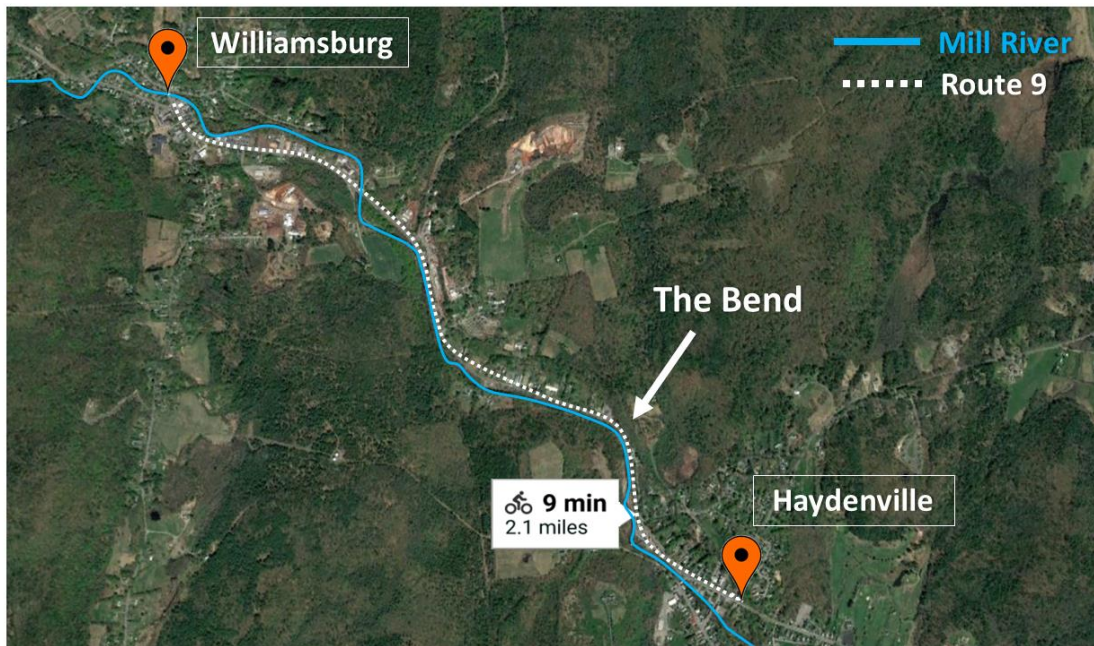 Williamsburg
Mill River
Route 9
The Bend
9 min
2.1 miles
Haydenville